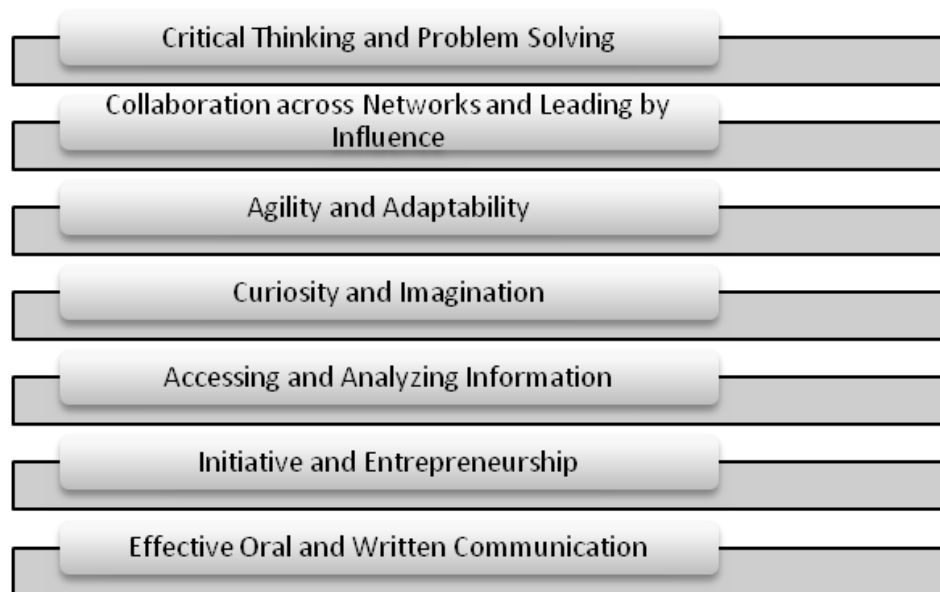 Critical Thinking and Problem Solving
Collaboration across Networks and Leading by
Influence
Agility and Adaptability
Curiosity and Imagination
Accessing and Analyzing Information
Initiative and Entrepreneurship
Effective Oral and Written Communication